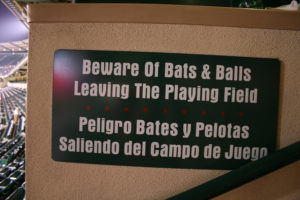 Beware Of Bats & Balls
Leaving The Playing Field
Peligro Bates y Pelotas
Saliendo del Campo de Juego